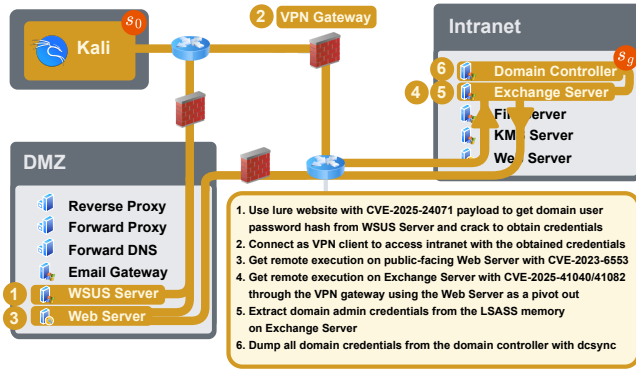 s0
Kali
2 VPN Gateway
Intranet
sg
6 Domain Controller
4 5 Exchange Server
File Server
KMS Server
Web Server
DMZ
Reverse Proxy
Forward Proxy
Forward DNS
Email Gateway
1 WSUS Server
3 Web Server
1. Use lure website with CVE-2025-24071 payload to get domain user
password hash from WSUS Server and crack to obtain credentials
2. Connect as VPN client to access intranet with the obtained credentials
3. Get remote execution on public-facing Web Server with CVE-2023-6553
4. Get remote execution on Exchange Server with CVE-2025-41040/41082
through the VPN gateway using the Web Server as a pivot out
5. Extract domain admin credentials from the LSASS memory
on Exchange Server
6. Dump all domain credentials from the domain controller with dcsync